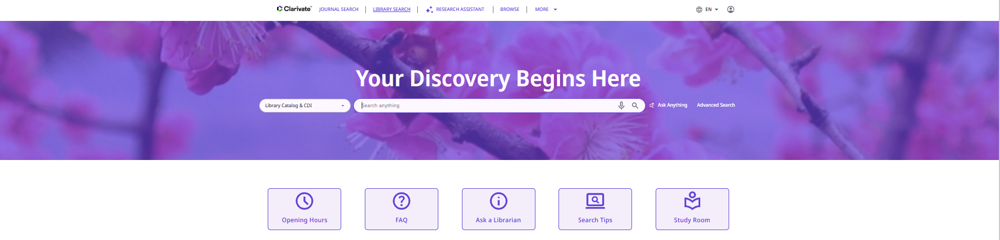 Clarivate™ JOURNAL SEARCH LIBRARY SEARCH RESEARCH ASSISTANT BROWSE MORE EN
Your Discovery Begins Here
Library Catalog & CDI Search anything Ask Anything Advanced Search
Opening Hours FAQ Ask a Librarian Search Tips Study Room